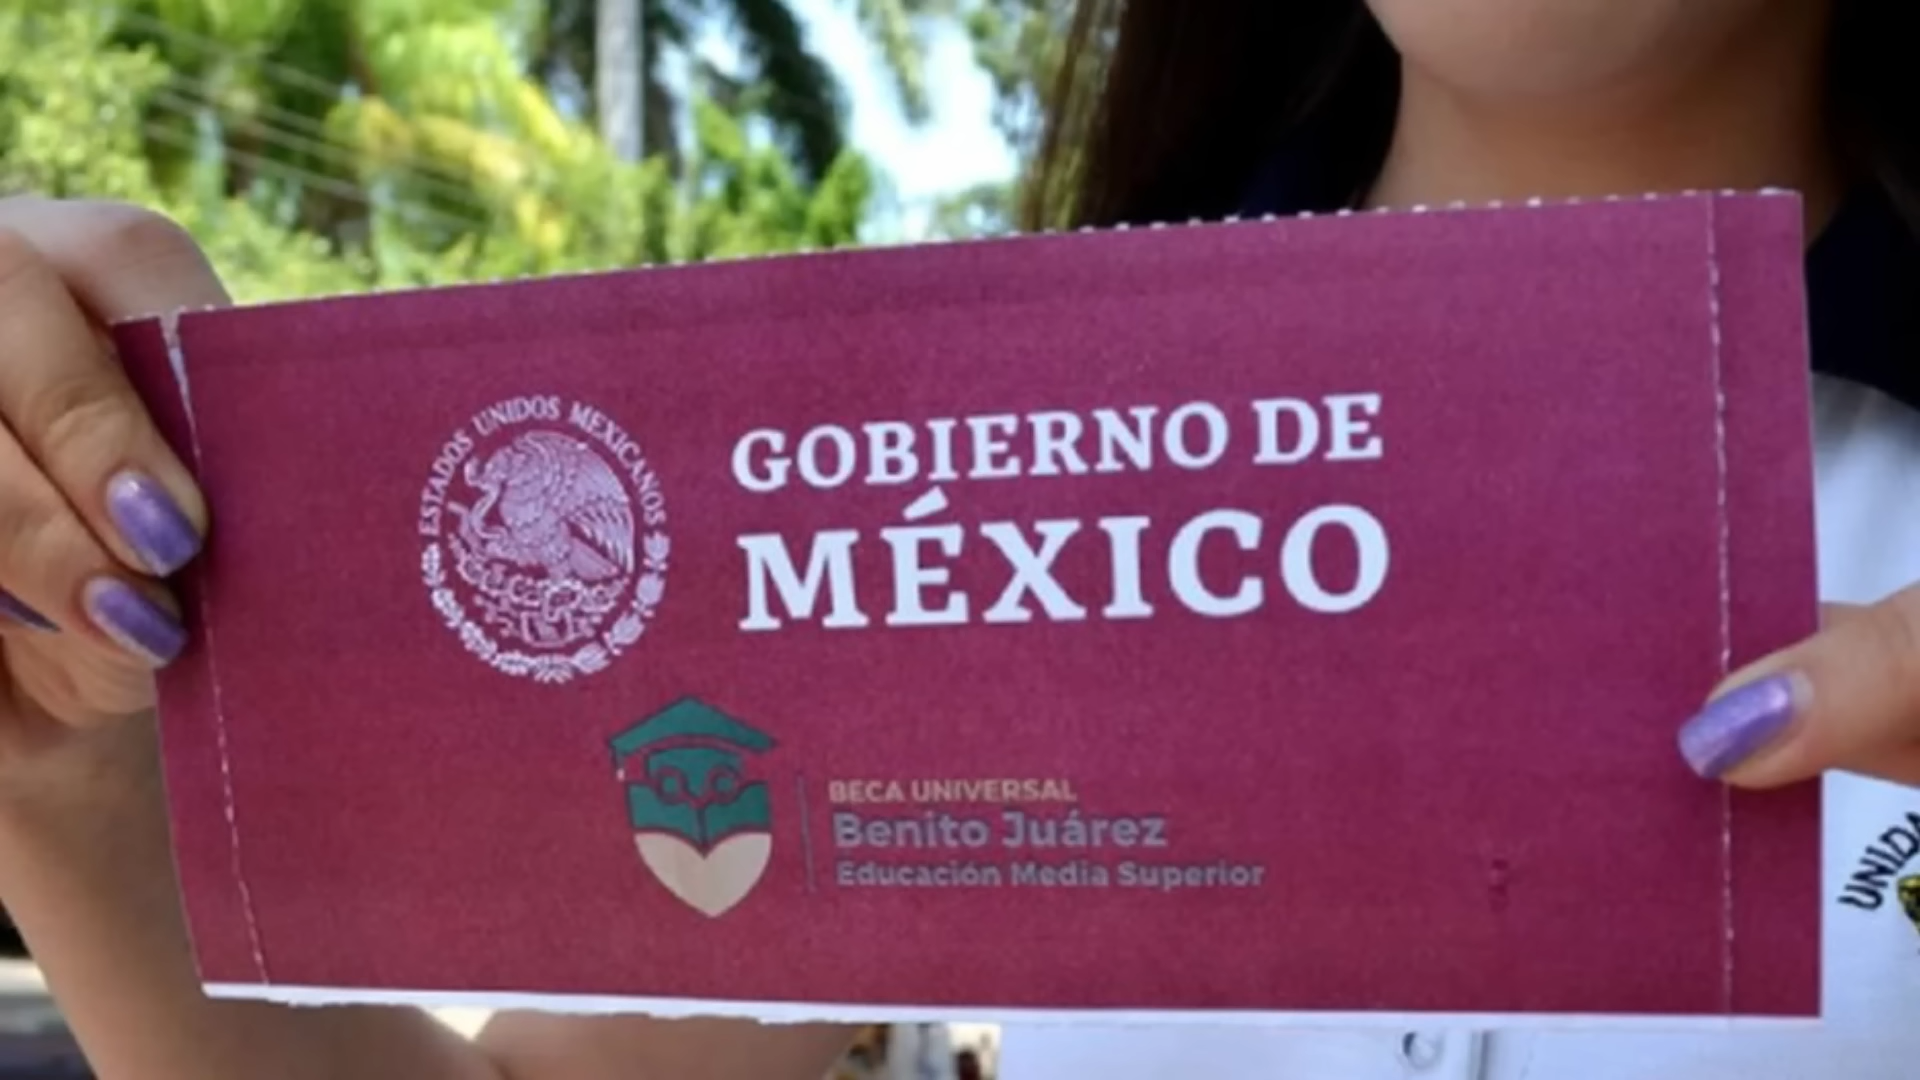 ESTADOS UNIDOS MEXICANOS
GOBIERNO DE
MÉXICO
BECA UNIVERSAL
Benito Juárez
Educación Media Superior